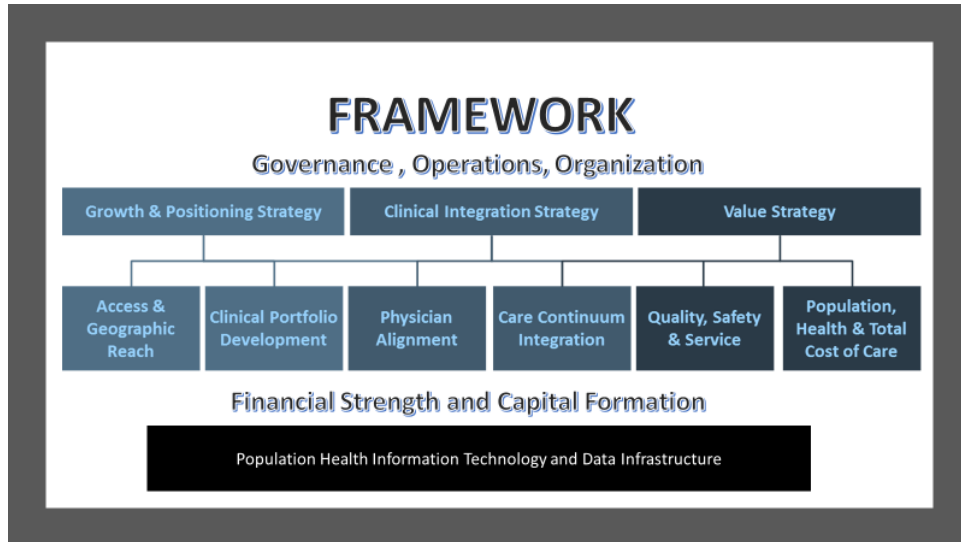 FRAMEWORK
Governance , Operations, Organization
Growth & Positioning Strategy
Clinical Integration Strategy
Value Strategy
Access &
Geographic
Reach
Clinical Portfolio
Development
Physician
Alignment
Care Continuum
Integration
Quality, Safety
& Service
Population,
Health & Total
Cost of Care
Financial Strength and Capital Formation
Population Health Information Technology and Data Infrastructure